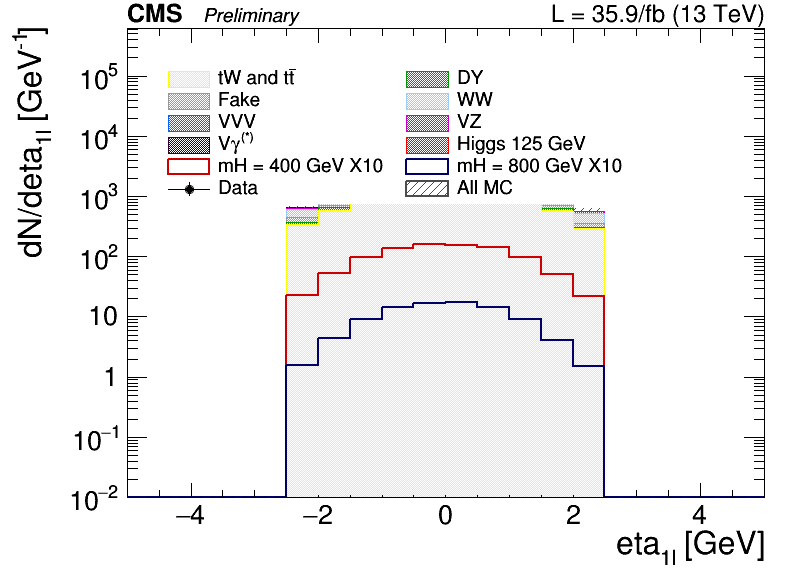 CMS Preliminary L = 35.9/fb (13 TeV)
dN/deta_1l [GeV^-1]
tW and tt̄ DY
Fake WW
VVV VZ
Vγ^(*) Higgs 125 GeV
mH = 400 GeV X10 mH = 800 GeV X10
Data All MC
10^5
10^4
10^3
10^2
10
1
10^−1
10^−2
−4 −2 0 2 4
eta_1l [GeV]